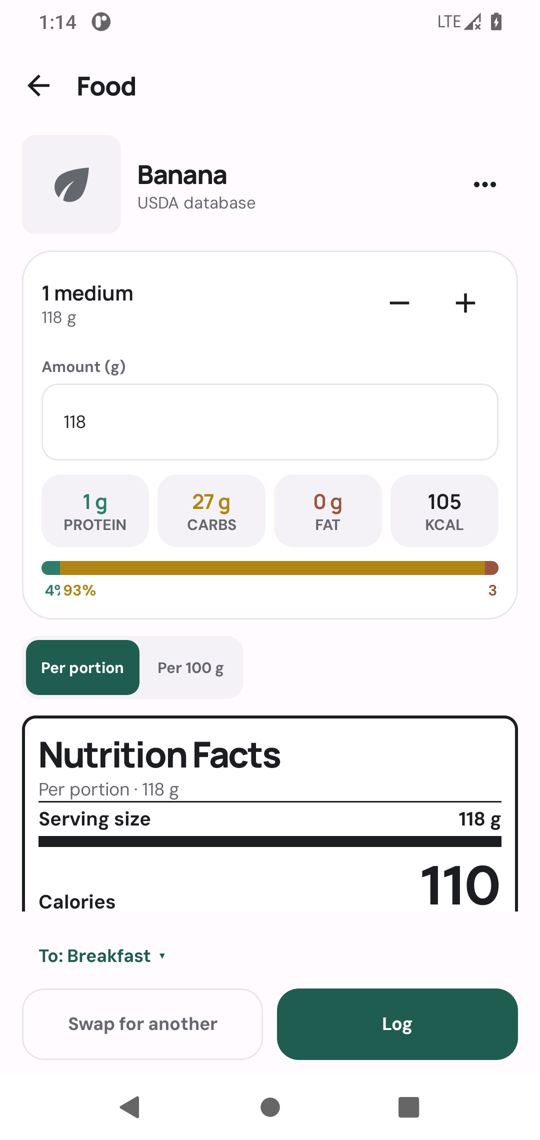 1:14
LTE
Food
Banana
USDA database
1 medium
118 g
Amount (g)
118
1 g
PROTEIN
27 g
CARBS
0 g
FAT
105
KCAL
93%
3
Per portion
Per 100 g
Nutrition Facts
Per portion · 118 g
Serving size 118 g
Calories 110
To: Breakfast
Swap for another
Log